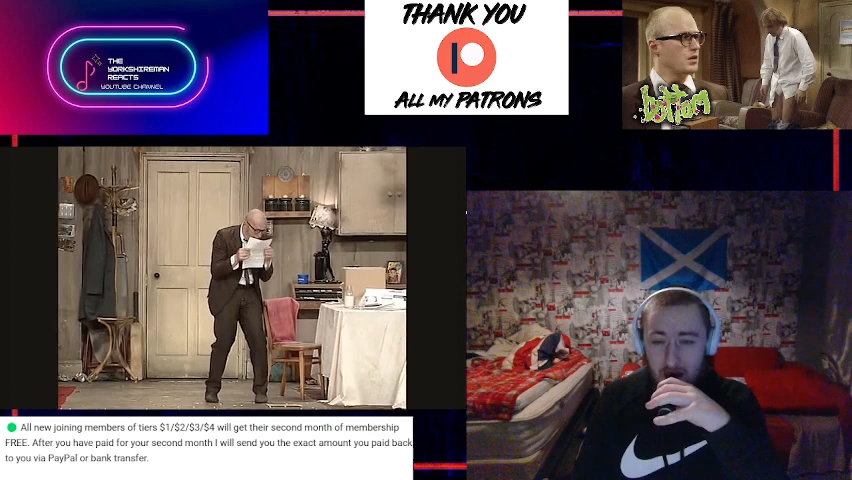 THE
YORKSHIREMAN
REACTS
YOUTUBE CHANNEL
THANK YOU
ALL MY PATRONS
bottom
All new joining members of tiers $1/$2/$3/$4 will get their second month of membership
FREE. After you have paid for your second month I will send you the exact amount you paid back
to you via PayPal or bank transfer.